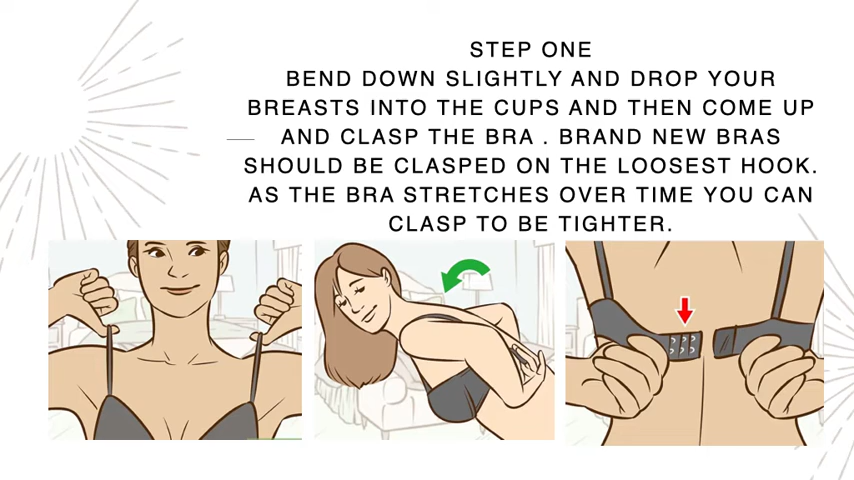 STEP ONE
BEND DOWN SLIGHTLY AND DROP YOUR
BREASTS INTO THE CUPS AND THEN COME UP
AND CLASP THE BRA . BRAND NEW BRAS
SHOULD BE CLASPED ON THE LOOSEST HOOK.
AS THE BRA STRETCHES OVER TIME YOU CAN
CLASP TO BE TIGHTER.